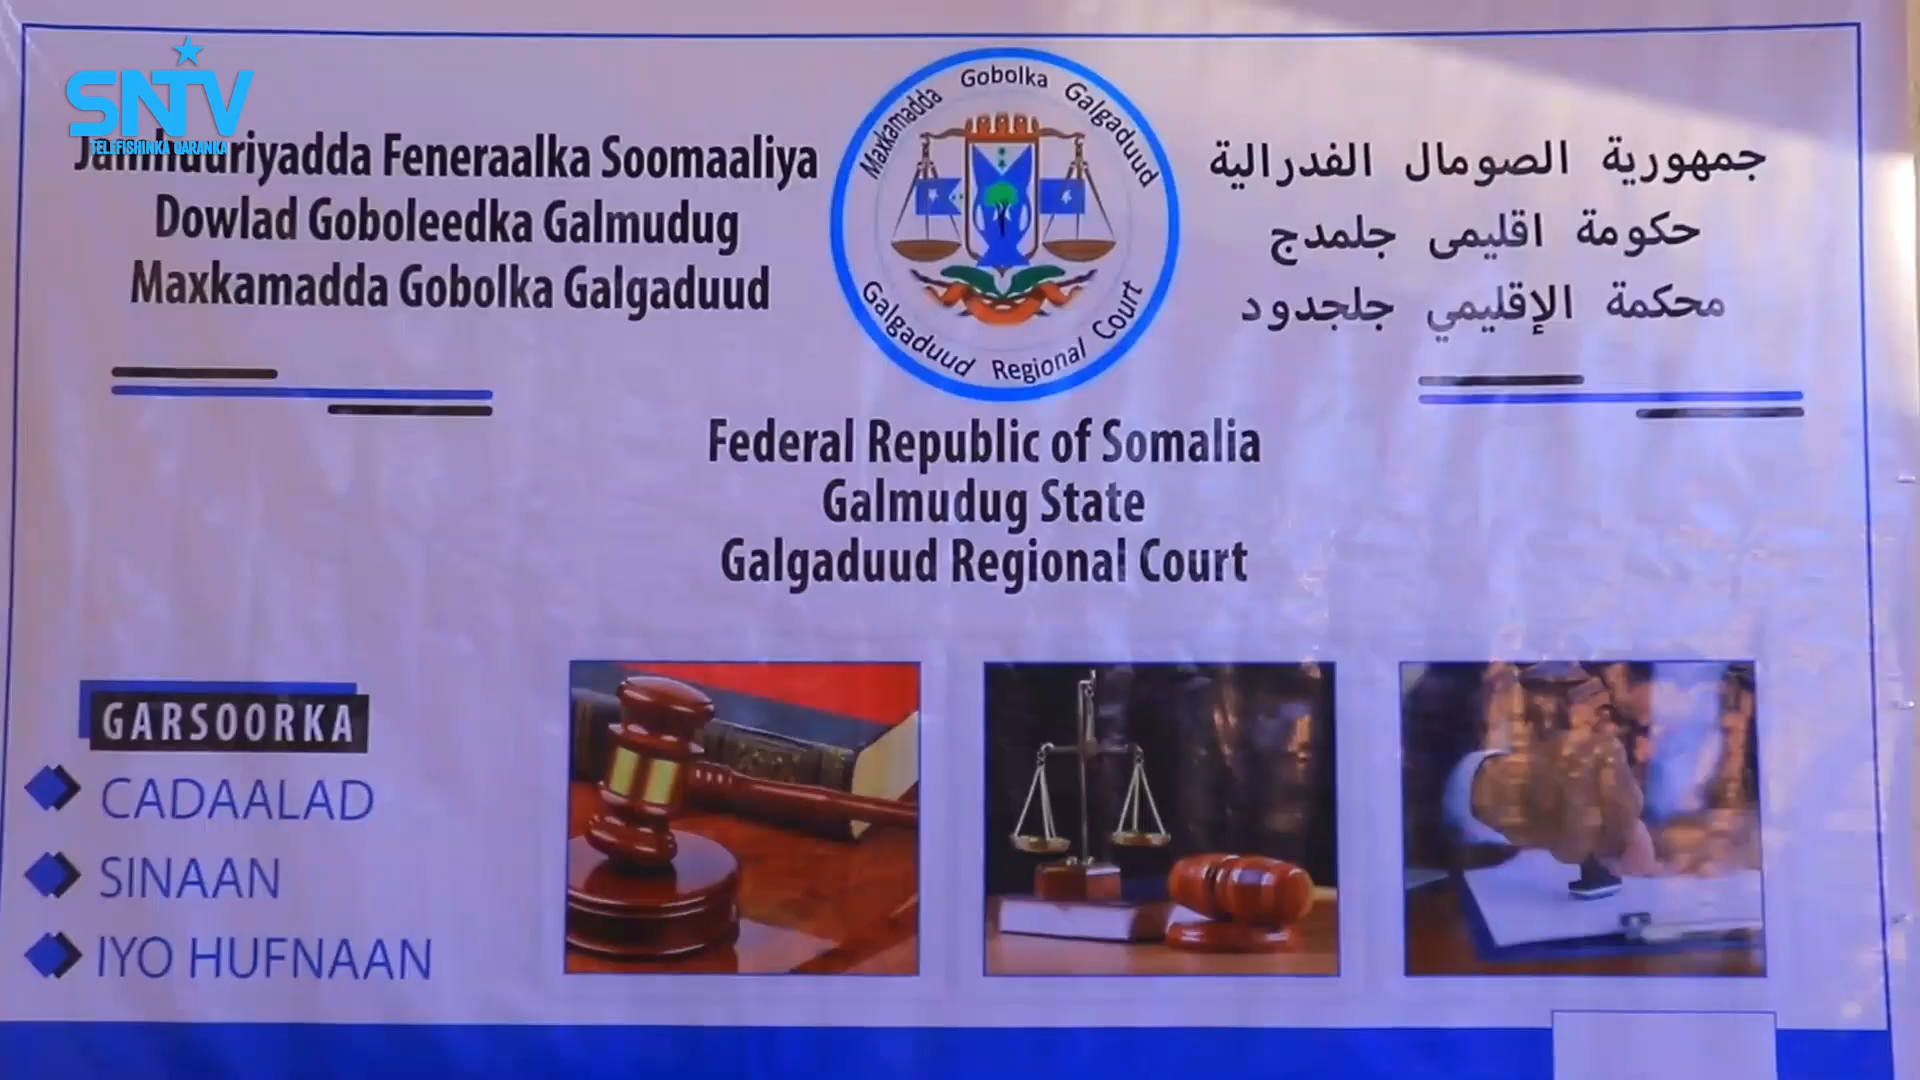 SNTV
TELEFISHINKA QARANKA
Jamhuuriyadda Feneraalka Soomaaliya
Dowlad Goboleedka Galmudug
Maxkamadda Gobolka Galgaduud
Maxkamadda Gobolka Galgaduud
Galgaduud Regional Court
جمهورية الصومال الفدرالية
حكومة اقليمى جلمدج
محكمة الإقليمي جلجدود
Federal Republic of Somalia
Galmudug State
Galgaduud Regional Court
GARSOORKA
CADAALAD
SINAAN
IYO HUFNAAN